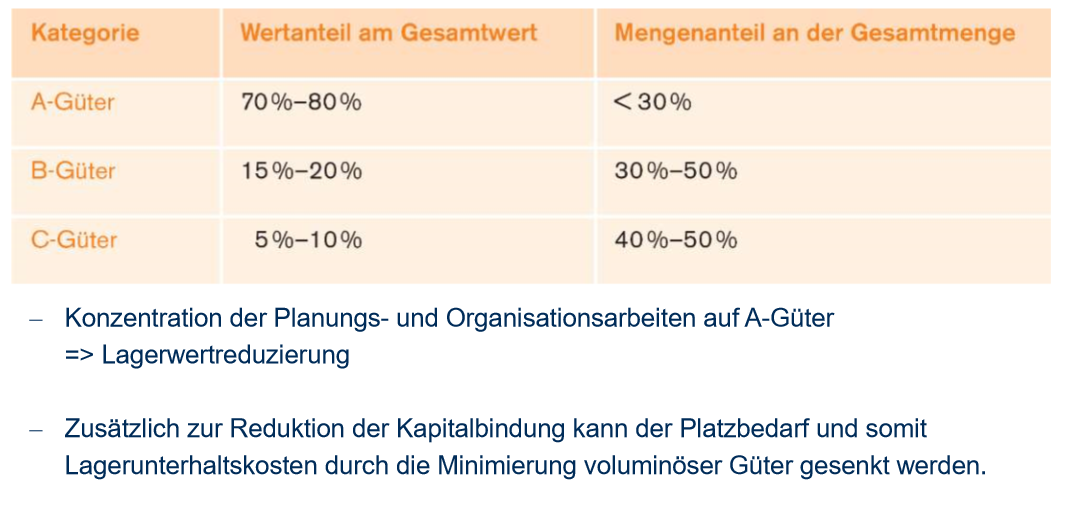 Kategorie Wertanteil am Gesamtwert Mengenanteil an der Gesamtmenge
A-Güter 70%–80% <30%
B-Güter 15%–20% 30%–50%
C-Güter 5%–10% 40%–50%
– Konzentration der Planungs- und Organisationsarbeiten auf A-Güter
=> Lagerwertreduzierung
– Zusätzlich zur Reduktion der Kapitalbindung kann der Platzbedarf und somit
Lagerunterhaltskosten durch die Minimierung voluminöser Güter gesenkt werden.